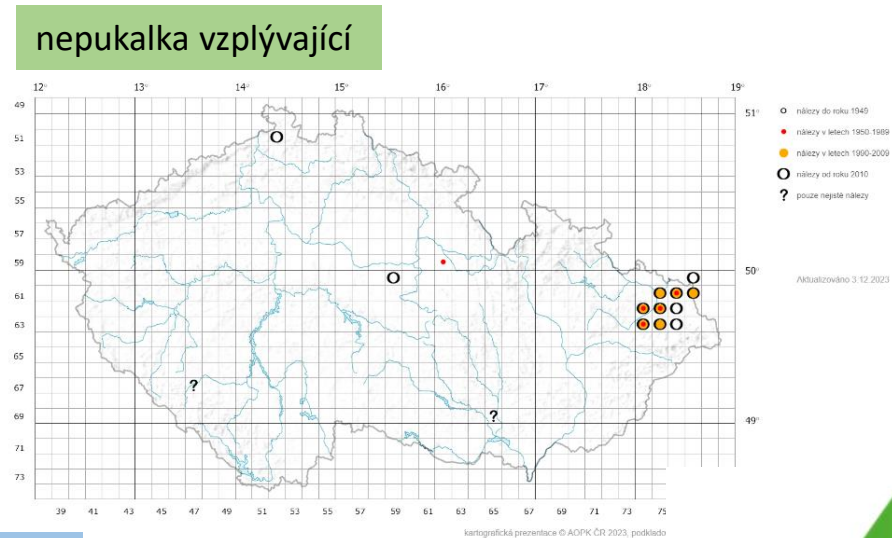 nepukalka vzplývající
12° 13° 14° 15° 16° 17° 18° 19°
49
51
53
55
57
59
61
63
65
67
69
71
73
51°
50°
49°
39 41 43 45 47 49 51 53 55 57 59 61 63 65 67 69 71 73 75
? ?
nálezy do roku 1949
nálezy v letech 1950-1989
nálezy v letech 1990-2009
nálezy od roku 2010
? pouze nejisté nálezy
Aktualizováno 3.12.2023
kartografická prezentace © AOPK ČR 2023, podklado